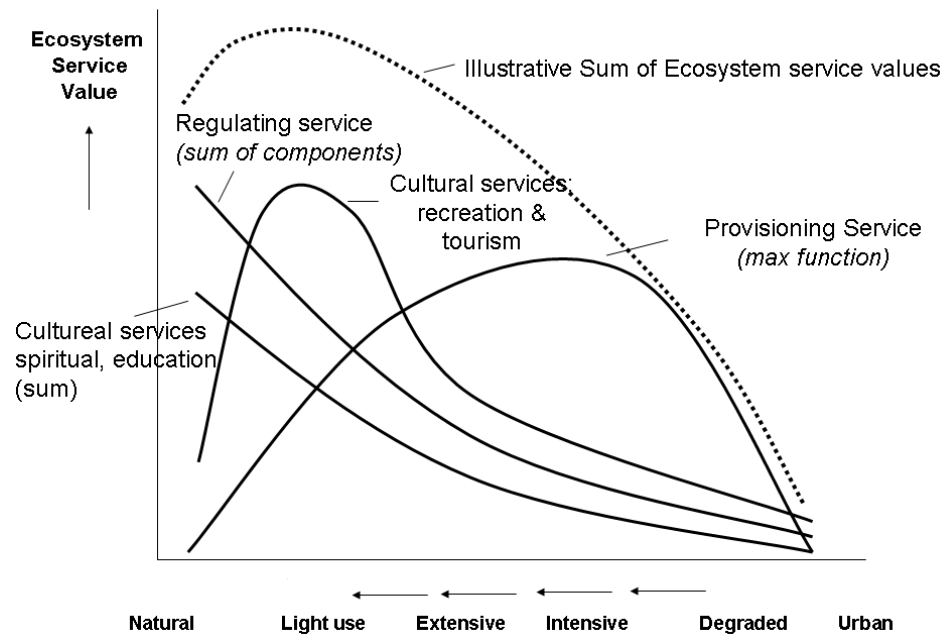 Ecosystem
Service
Value
Illustrative Sum of Ecosystem service values
Regulating service
(sum of components)
Cultural services:
recreation &
tourism
Provisioning Service
(max function)
Cultureal services
spiritual, education
(sum)
Natural Light use Extensive Intensive Degraded Urban